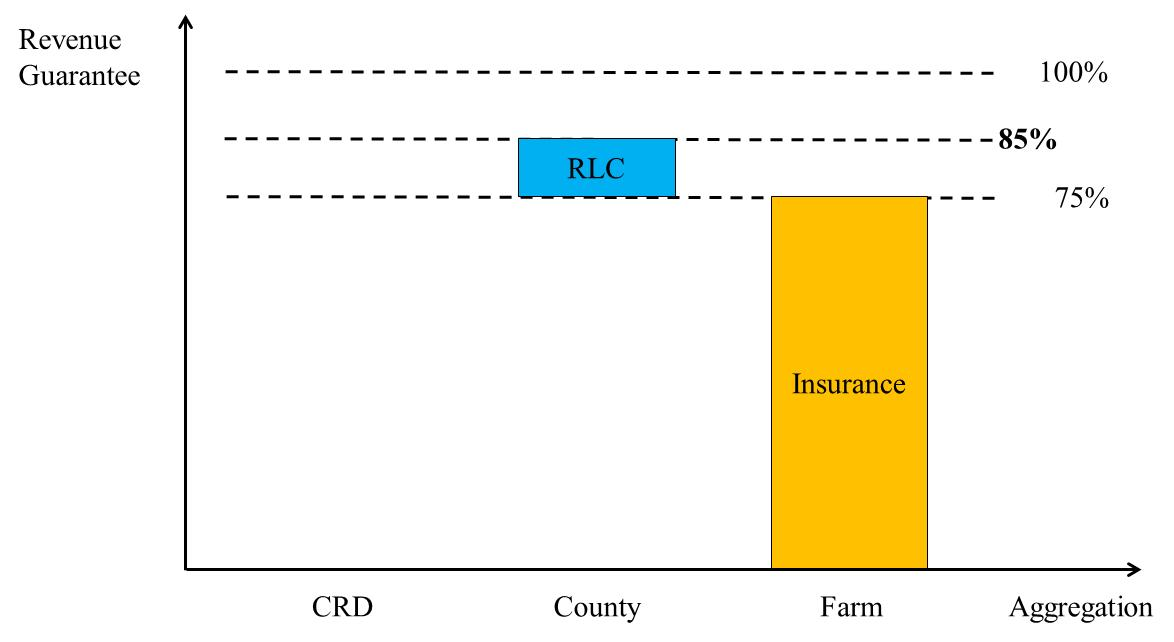 Revenue
Guarantee
100%
85%
RLC
75%
Insurance
CRD
County
Farm
Aggregation